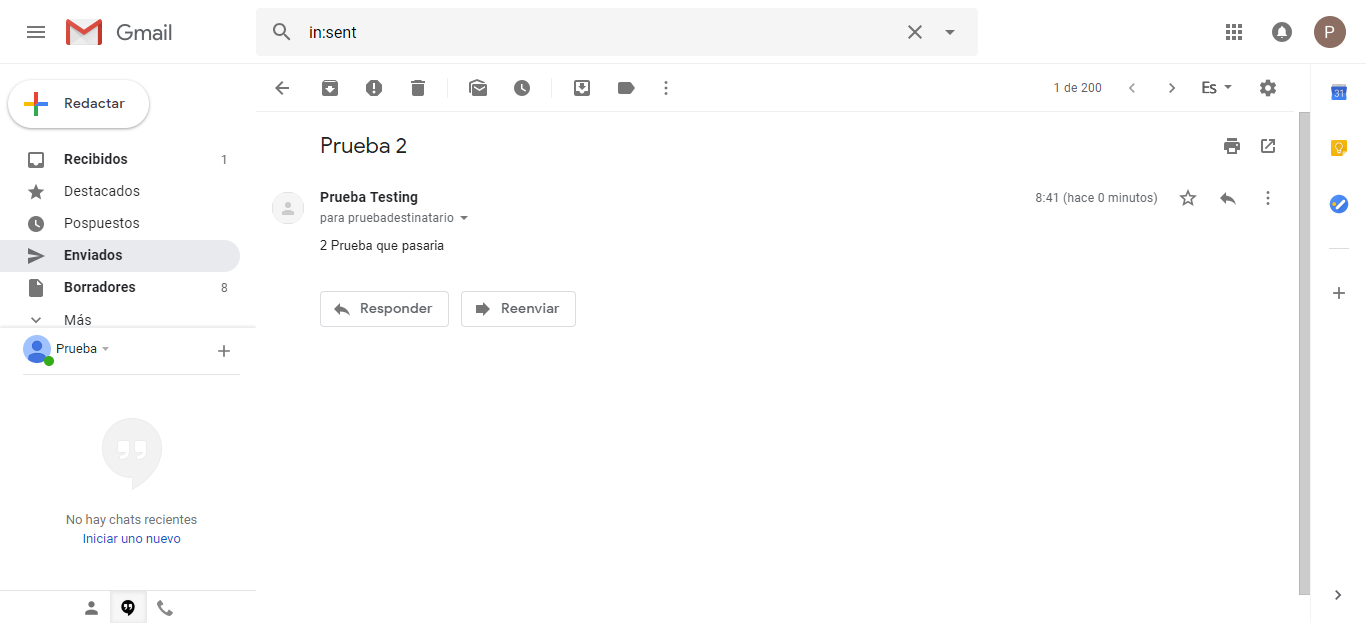 Gmail
in:sent
P
Redactar
1 de 200
Es
31
Recibidos 1
Destacados
Pospuestos
Enviados
Borradores 8
Más
Prueba
No hay chats recientes
Iniciar uno nuevo
Prueba 2
Prueba Testing
8:41 (hace 0 minutos)
para pruebadestinatario
2 Prueba que pasaria
Responder
Reenviar